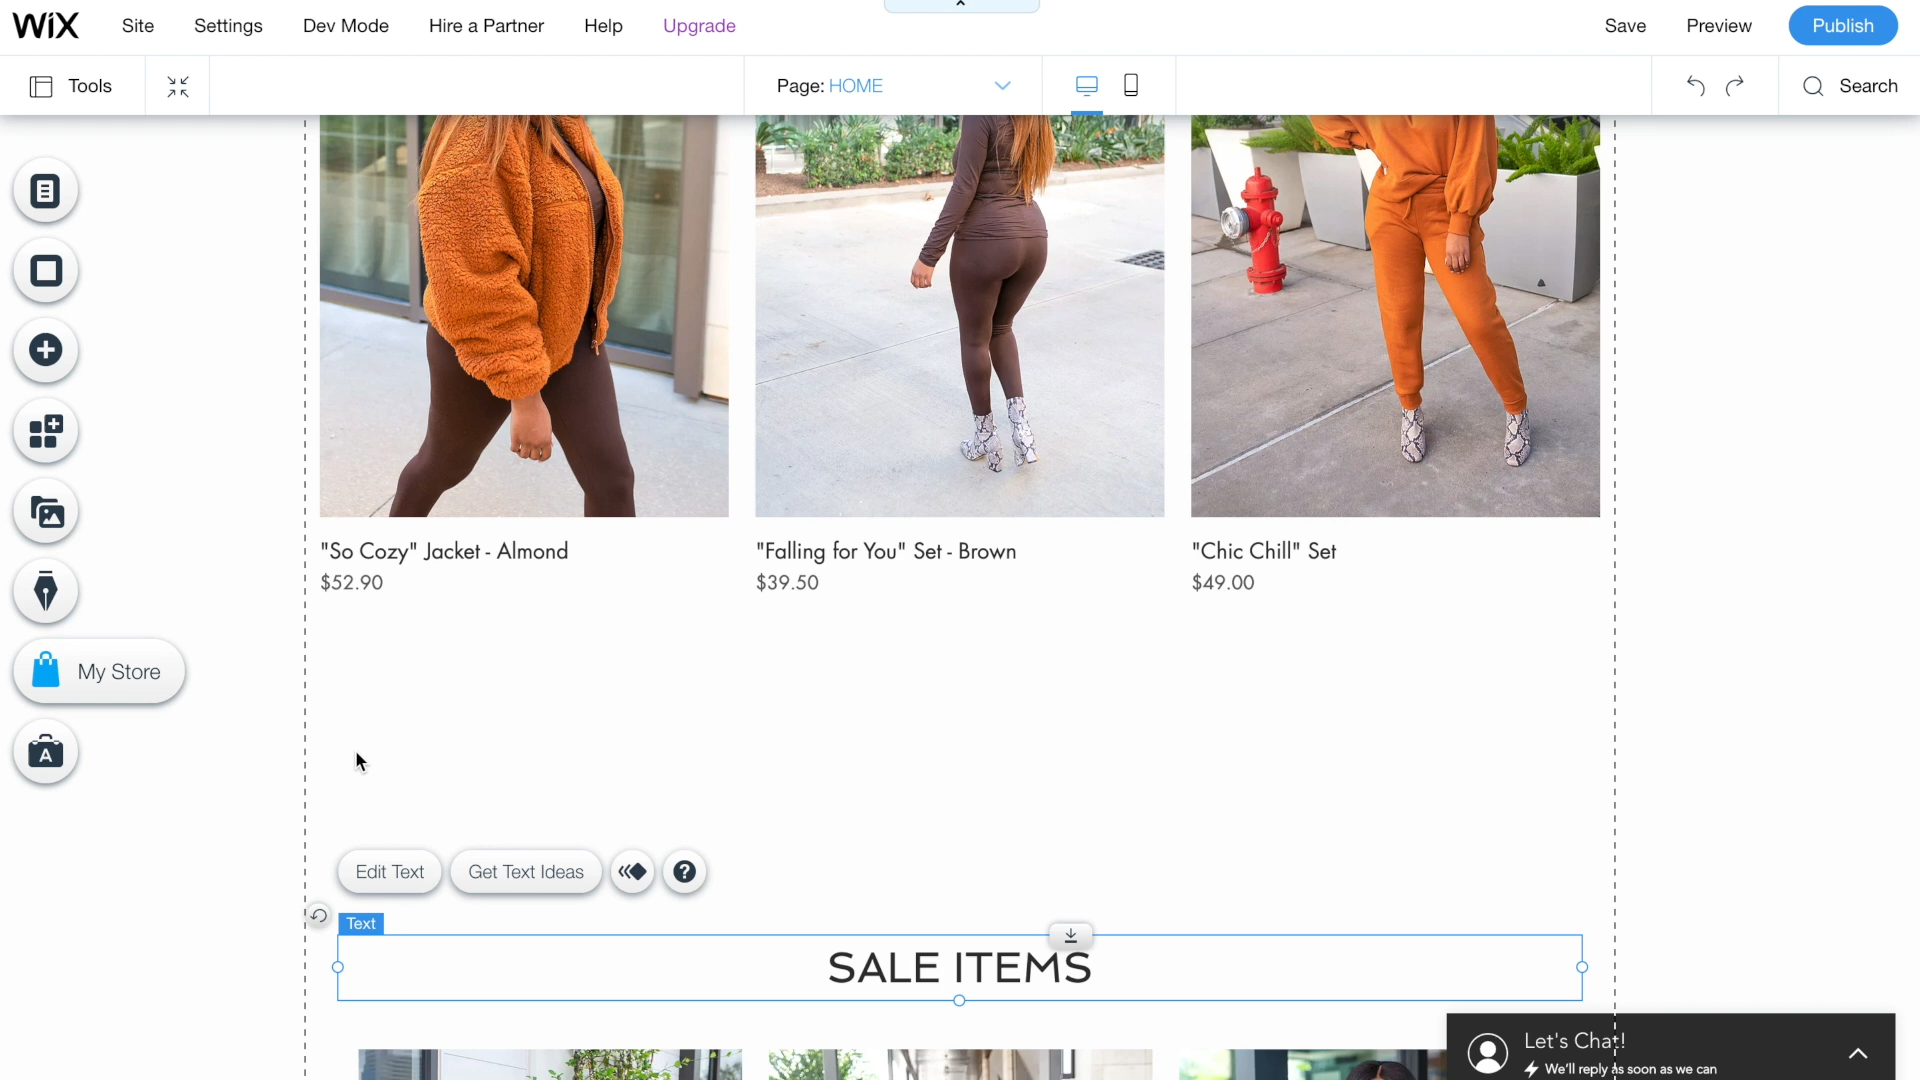 WiX Site Settings Dev Mode Hire a Partner Help Upgrade Save Preview Publish
Tools Page: HOME Search
"So Cozy" Jacket - Almond
$52.90
"Falling for You" Set - Brown
$39.50
"Chic Chill" Set
$49.00
My Store
A
Edit Text Get Text Ideas ?
Text
SALE ITEMS
Let's Chat!
We'll reply as soon as we can